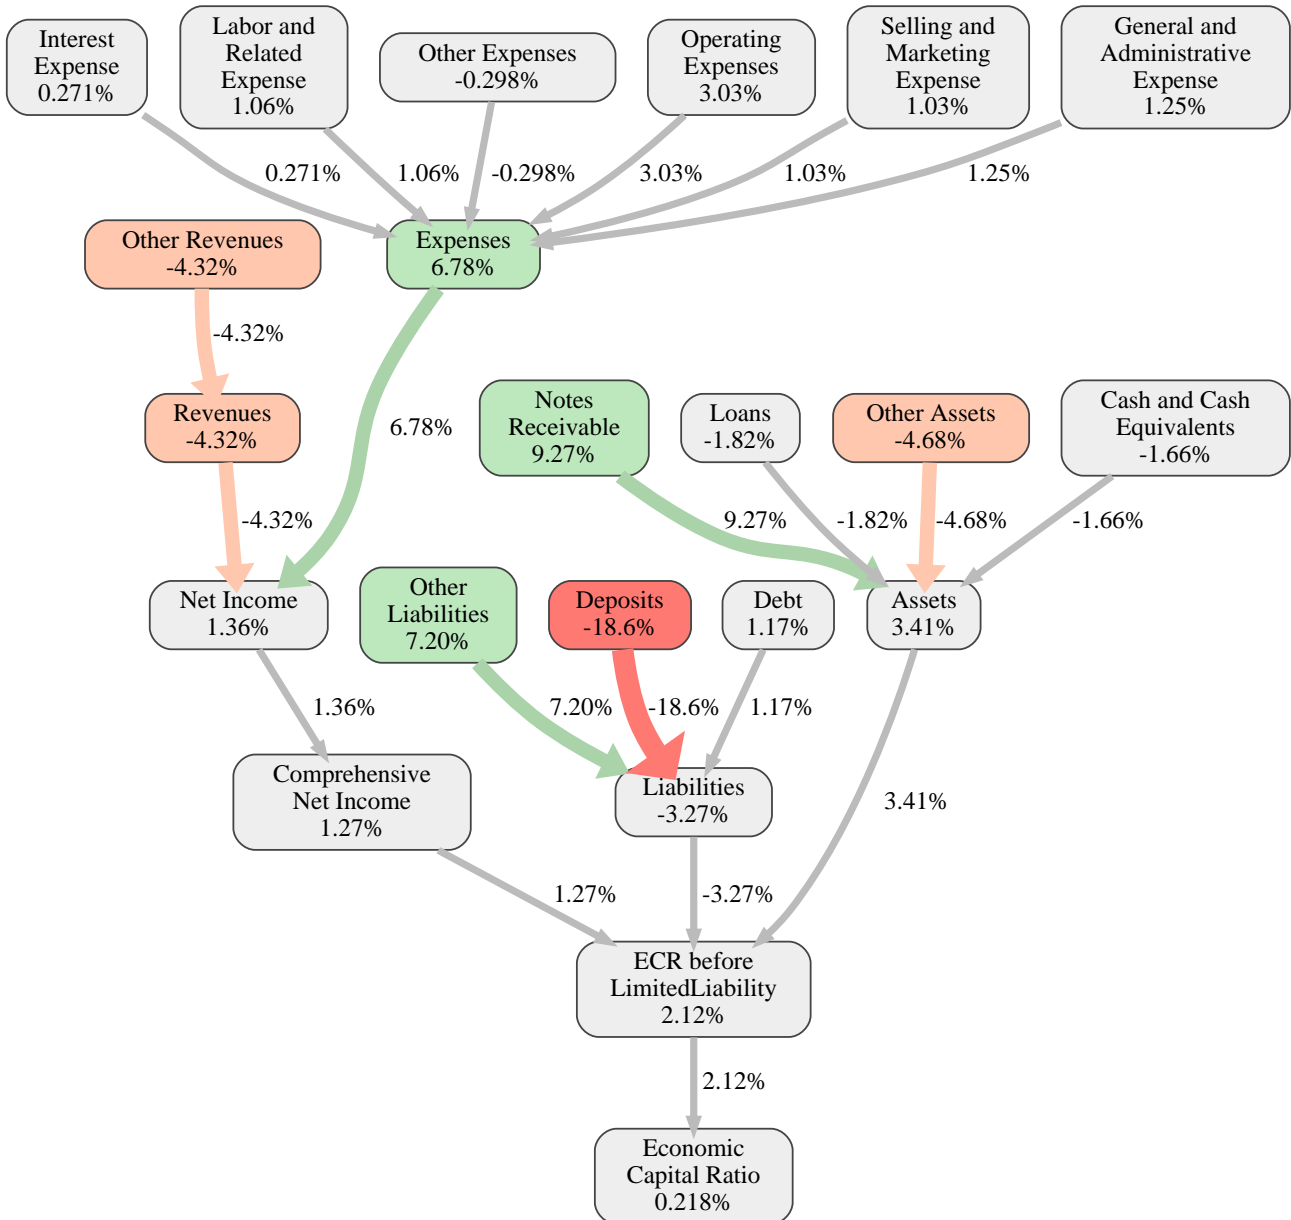 Interest
Expense
0.271%
Labor and
Related
Expense
1.06%
Other Expenses
-0.298%
Operating
Expenses
3.03%
Selling and
Marketing
Expense
1.03%
General and
Administrative
Expense
1.25%
0.271%
1.06%
-0.298%
3.03%
1.03%
1.25%
Other Revenues
-4.32%
Expenses
6.78%
-4.32%
Revenues
-4.32%
6.78%
Notes
Receivable
9.27%
Loans
-1.82%
Other Assets
-4.68%
Cash and Cash
Equivalents
-1.66%
-4.32%
9.27%
-1.82%
-4.68%
-1.66%
Net Income
1.36%
Other
Liabilities
7.20%
Deposits
-18.6%
Debt
1.17%
Assets
3.41%
1.36%
7.20%
-18.6%
1.17%
3.41%
Comprehensive
Net Income
1.27%
Liabilities
-3.27%
1.27%
-3.27%
ECR before
LimitedLiability
2.12%
2.12%
Economic
Capital Ratio
0.218%